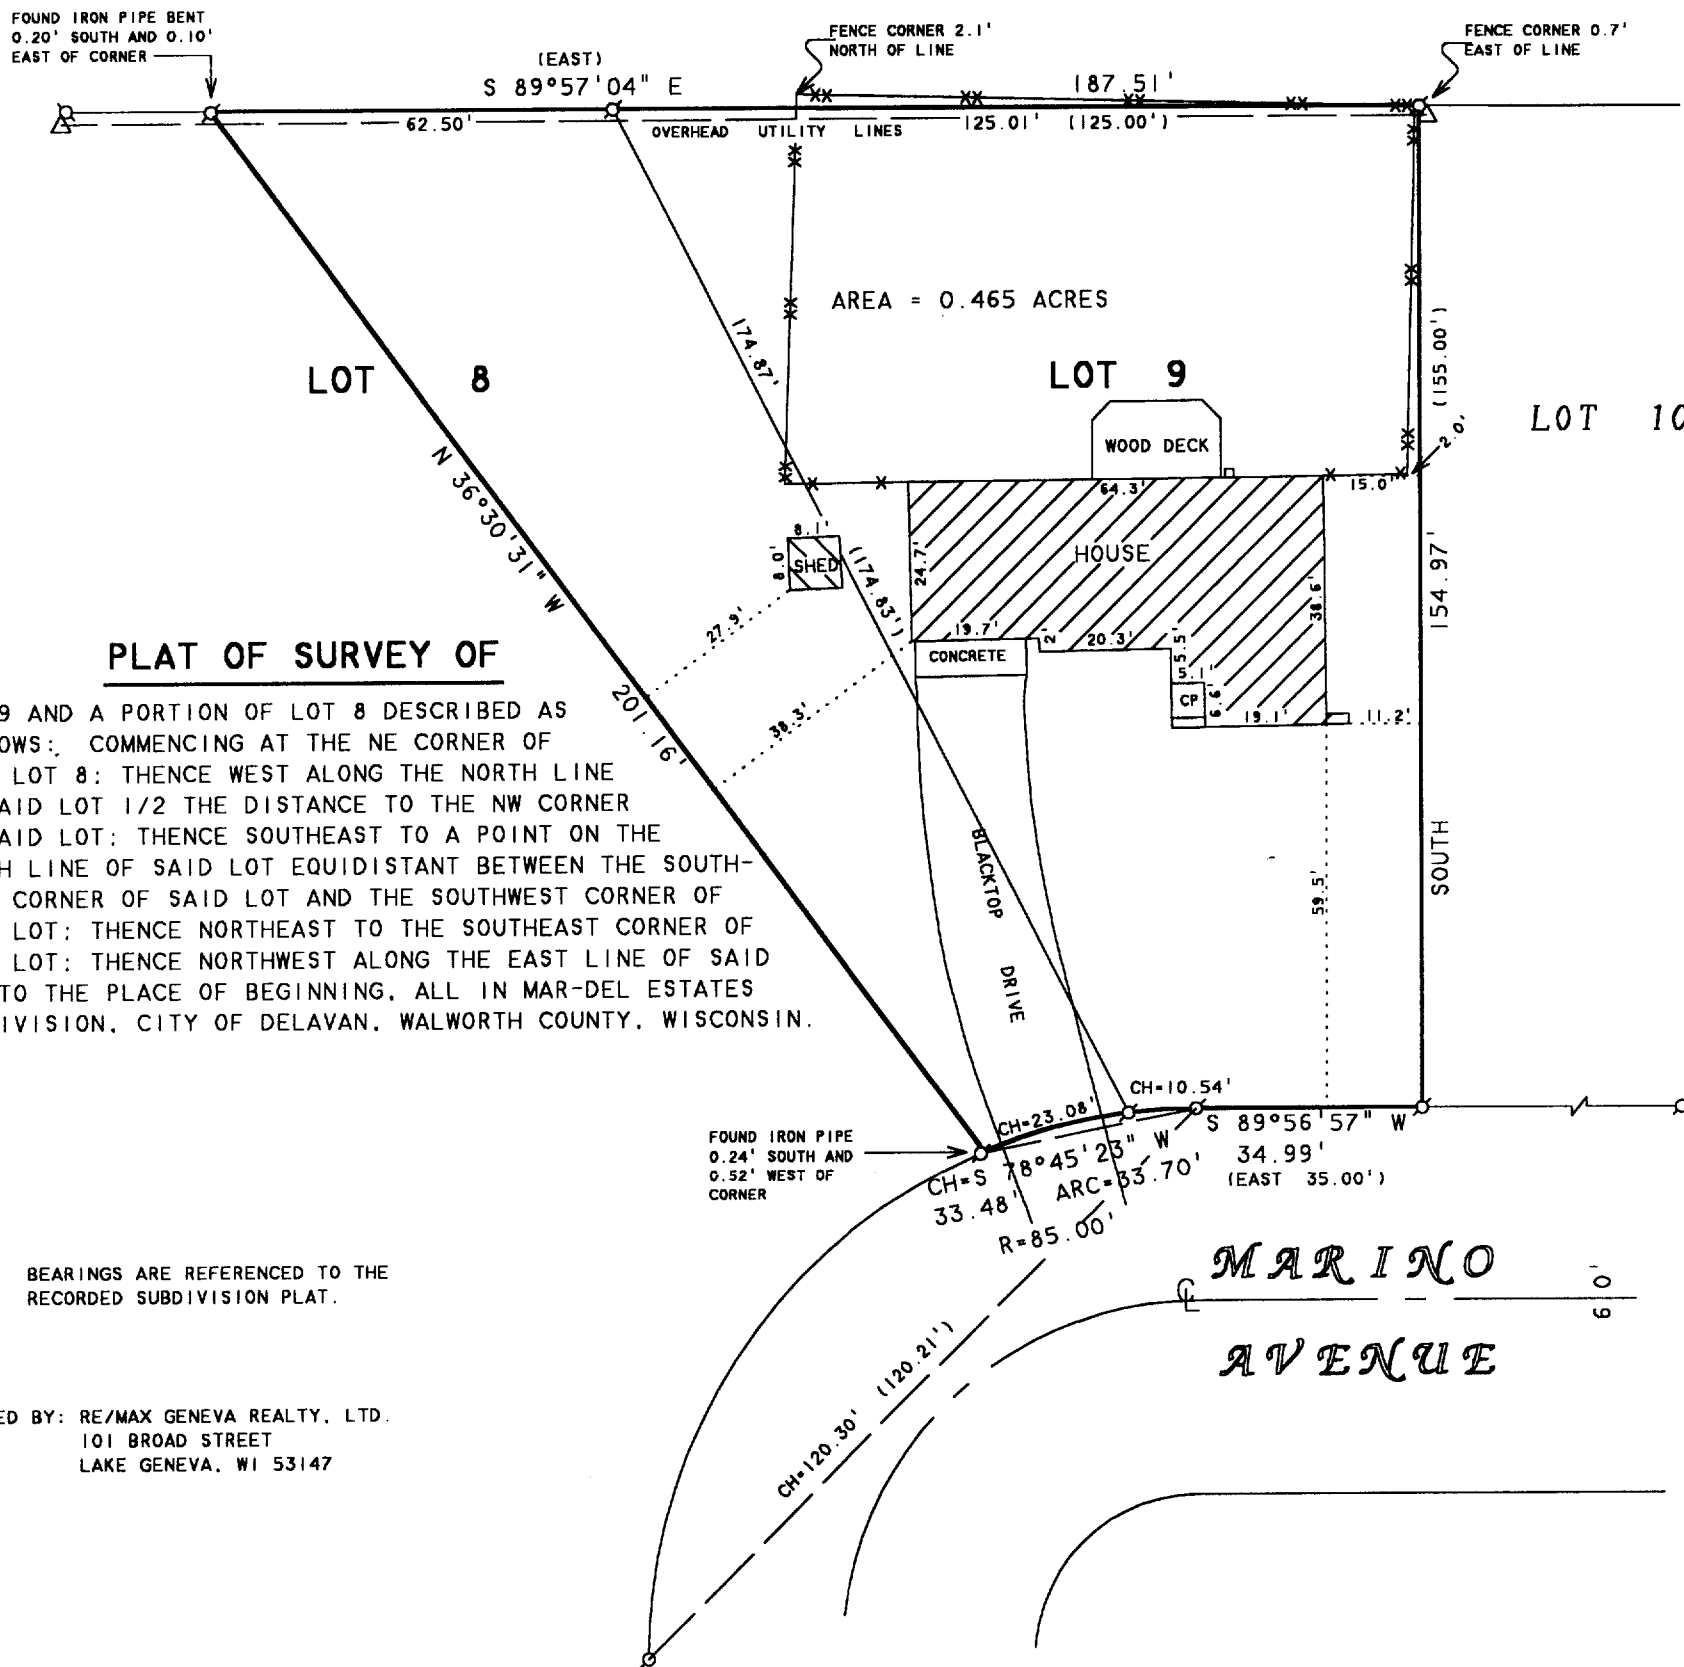 FOUND IRON PIPE BENT
0.20' SOUTH AND 0.10'
EAST OF CORNER
(EAST)
S 89°57'04" E
FENCE CORNER 2.1'
NORTH OF LINE
187.51'
FENCE CORNER 0.7'
EAST OF LINE
62.50'
OVERHEAD UTILITY LINES
125.01' (125.00')
174.87'
AREA = 0.465 ACRES
(155.00')
LOT 8
LOT 9
LOT 10
WOOD DECK
2.0'
N 36°30'31" W
64.3'
15.0'
8.1'
8.0'
SHED
(174.83')
24.7'
HOUSE
38.6'
154.97'
27.9'
19.7'
2'
20.3'
5.5'
CONCRETE
5.1'
CP
6.6'
19.1'
11.2'
38.3'
201.16'
PLAT OF SURVEY OF
9 AND A PORTION OF LOT 8 DESCRIBED AS
OWS: COMMENCING AT THE NE CORNER OF
LOT 8: THENCE WEST ALONG THE NORTH LINE
AID LOT 1/2 THE DISTANCE TO THE NW CORNER
AID LOT: THENCE SOUTHEAST TO A POINT ON THE
H LINE OF SAID LOT EQUIDISTANT BETWEEN THE SOUTH-
CORNER OF SAID LOT AND THE SOUTHWEST CORNER OF
LOT: THENCE NORTHEAST TO THE SOUTHEAST CORNER OF
LOT: THENCE NORTHWEST ALONG THE EAST LINE OF SAID
TO THE PLACE OF BEGINNING, ALL IN MAR-DEL ESTATES
IVISION, CITY OF DELAVAN, WALWORTH COUNTY, WISCONSIN.
BLACKTOP
DRIVE
59.5'
SOUTH
CH=10.54'
CH=23.08'
S 89°56'57" W
34.99'
(EAST 35.00')
FOUND IRON PIPE
0.24' SOUTH AND
0.52' WEST OF
CORNER
CH=S 78°45'23" W
33.48' ARC=33.70'
R=85.00'
BEARINGS ARE REFERENCED TO THE
RECORDED SUBDIVISION PLAT.
CL
MARINO
AVENUE
60'
CH=120.30' (120.21')
ED BY: RE/MAX GENEVA REALTY, LTD.
101 BROAD STREET
LAKE GENEVA, WI 53147